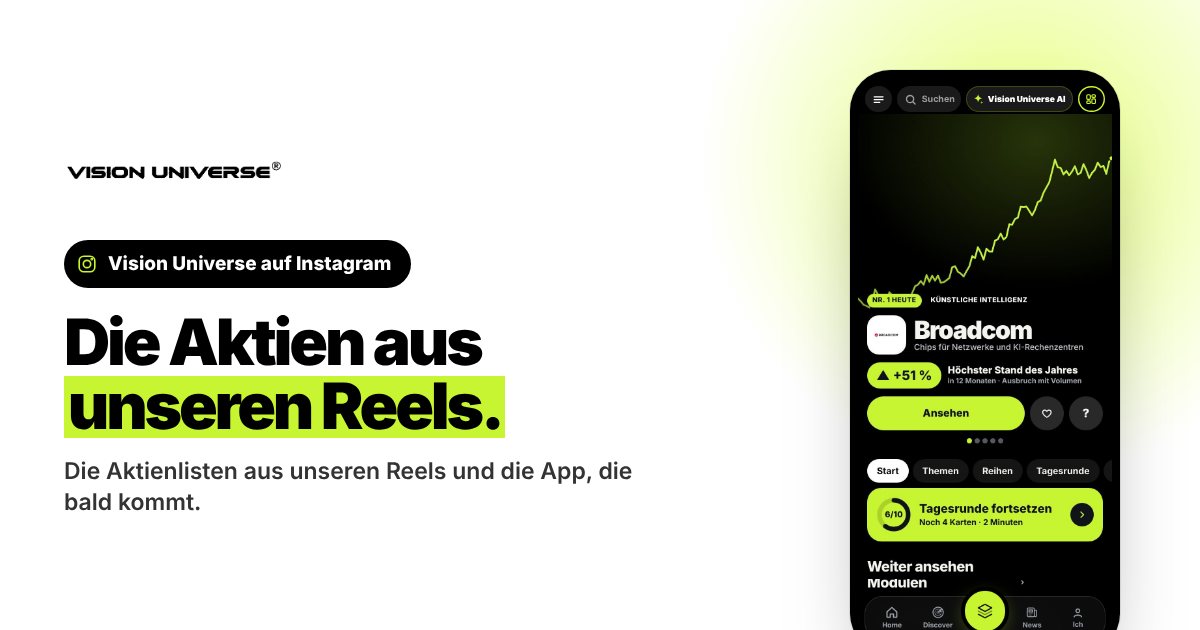 VISION UNIVERSE®
Vision Universe auf Instagram
Die Aktien aus
unseren Reels.
Die Aktienlisten aus unseren Reels und die App, die
bald kommt.
Suchen
Vision Universe AI
NR. 1 HEUTE
KÜNSTLICHE INTELLIGENZ
BROADCOM
Broadcom
Chips für Netzwerke und KI-Rechenzentren
▲ +51 %
Höchster Stand des Jahres
in 12 Monaten · Ausbruch mit Volumen
Ansehen
?
Start
Themen
Reihen
Tagesrunde
6/10
Tagesrunde fortsetzen
Noch 4 Karten · 2 Minuten
Weiter ansehen
Modulen
Home
Discover
News
Ich